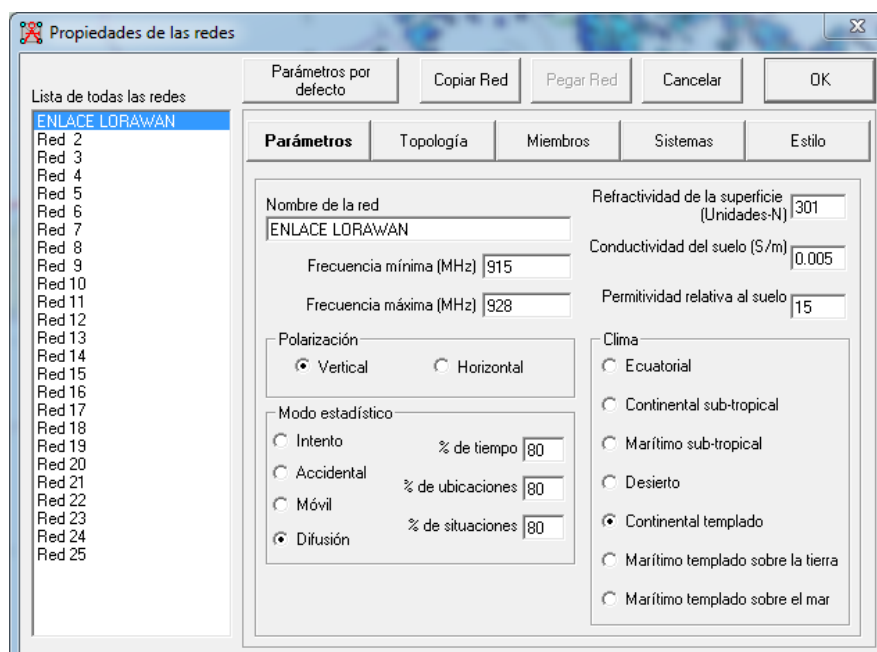 Propiedades de las redes
Lista de todas las redes
ENLACE LORAWAN
Red 2
Red 3
Red 4
Red 5
Red 6
Red 7
Red 8
Red 9
Red 10
Red 11
Red 12
Red 13
Red 14
Red 15
Red 16
Red 17
Red 18
Red 19
Red 20
Red 21
Red 22
Red 23
Red 24
Red 25
Parámetros por
defecto
Copiar Red
Pegar Red
Cancelar
OK
Parámetros
Topología
Miembros
Sistemas
Estilo
Nombre de la red
ENLACE LORAWAN
Frecuencia mínima (MHz) 915
Frecuencia máxima (MHz) 928
Polarización
Vertical
Horizontal
Modo estadístico
Intento
Accidental
Móvil
Difusión
% de tiempo 80
% de ubicaciones 80
% de situaciones 80
Refractividad de la superficie
(Unidades-N) 301
Conductividad del suelo (S/m) 0.005
Permitividad relativa al suelo 15
Clima
Ecuatorial
Continental sub-tropical
Marítimo sub-tropical
Desierto
Continental templado
Marítimo templado sobre la tierra
Marítimo templado sobre el mar